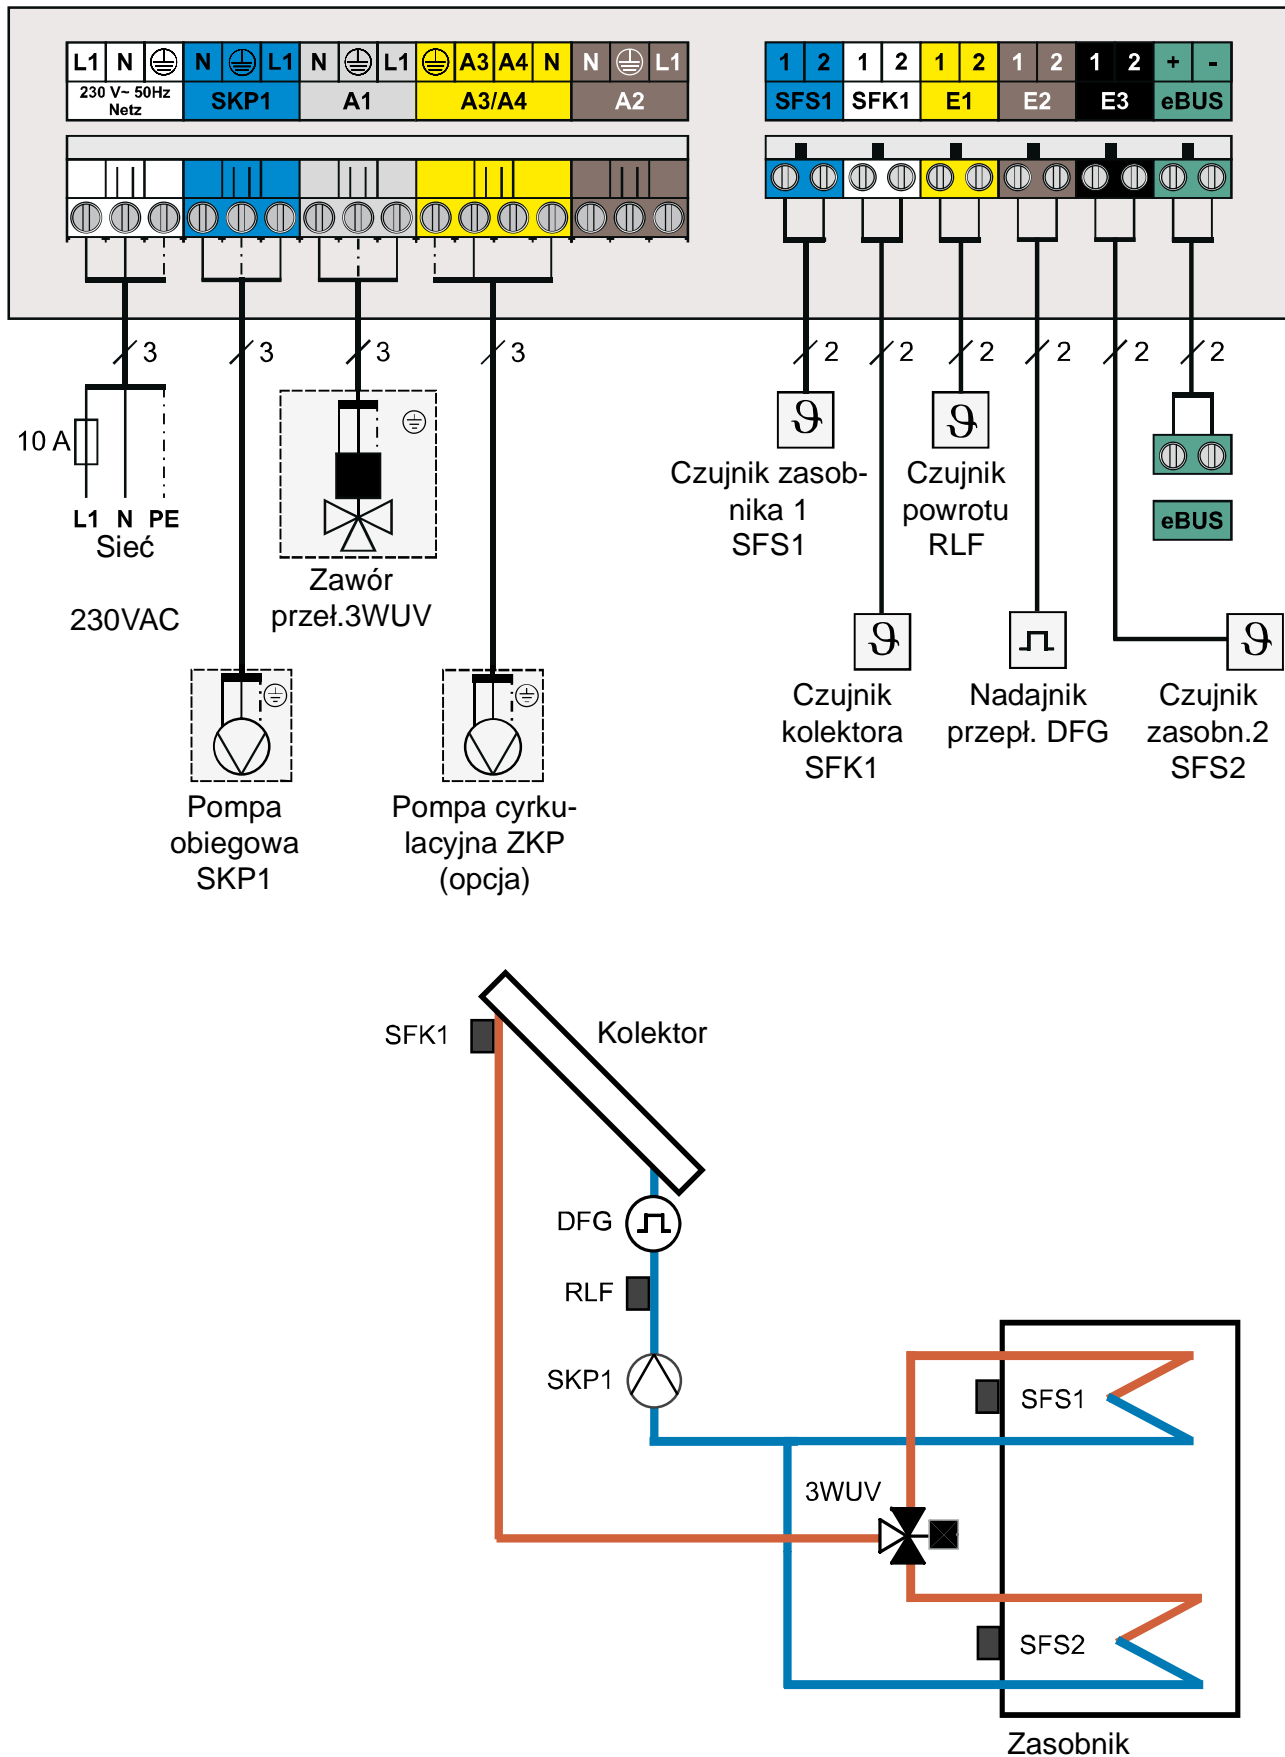 L1 N N L1 N L1 A3 A4 N N L1 1 2 1 2 1 2 1 2 1 2 + -
230 V~ 50Hz
Netz
SKP1 A1 A3/A4 A2 SFS1 SFK1 E1 E2 E3 eBUS
3 3 3 3 2 2 2 2 2 2
10 A
L1 N PE
Sieć
230VAC
Zawór
przeł.3WUV
Pompa
obiegowa
SKP1
Pompa cyrku-
lacyjna ZKP
(opcja)
ϑ
Czujnik zasob-
nika 1
SFS1
ϑ
Czujnik
powrotu
RLF
eBUS
ϑ
Czujnik
kolektora
SFK1
Nadajnik
przepł. DFG
ϑ
Czujnik
zasobn.2
SFS2
SFK1
Kolektor
DFG
RLF
SKP1
SFS1
3WUV
SFS2
Zasobnik